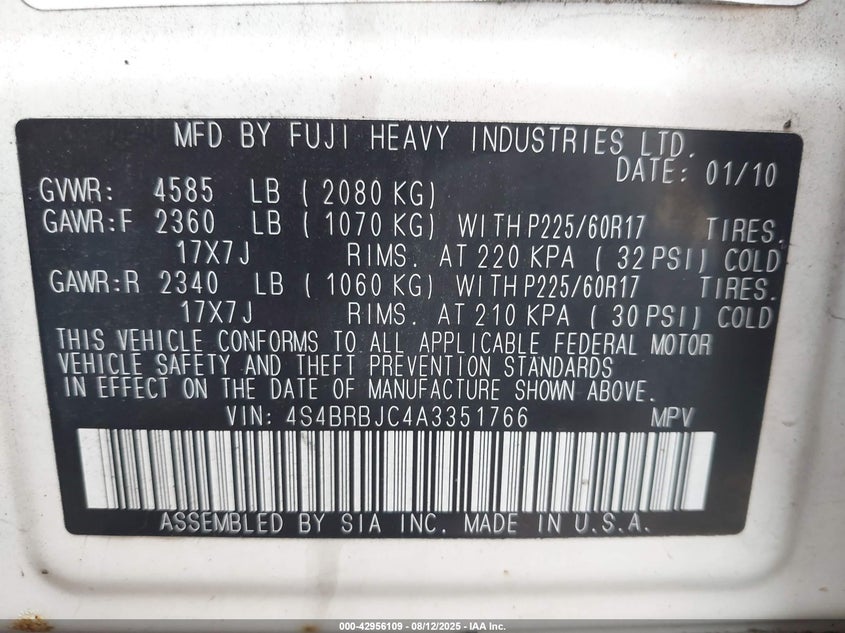 MFD BY FUJI HEAVY INDUSTRIES LTD.
DATE: 01/10
GVWR: 4585 LB ( 2080 KG)
GAWR:F 2360 LB ( 1070 KG) WITH P225/60R17 TIRES.
17X7J RIMS. AT 220 KPA ( 32 PSI) COLD
GAWR:R 2340 LB ( 1060 KG) WITH P225/60R17 TIRES.
17X7J RIMS. AT 210 KPA ( 30 PSI) COLD
THIS VEHICLE CONFORMS TO ALL APPLICABLE FEDERAL MOTOR
VEHICLE SAFETY AND THEFT PREVENTION STANDARDS
IN EFFECT ON THE DATE OF MANUFACTURE SHOWN ABOVE.
VIN: 4S4BRBJC4A3351766 MPV
ASSEMBLED BY SIA INC. MADE IN U.S.A.
000-42956109 - 08/12/2025 - IAA Inc.